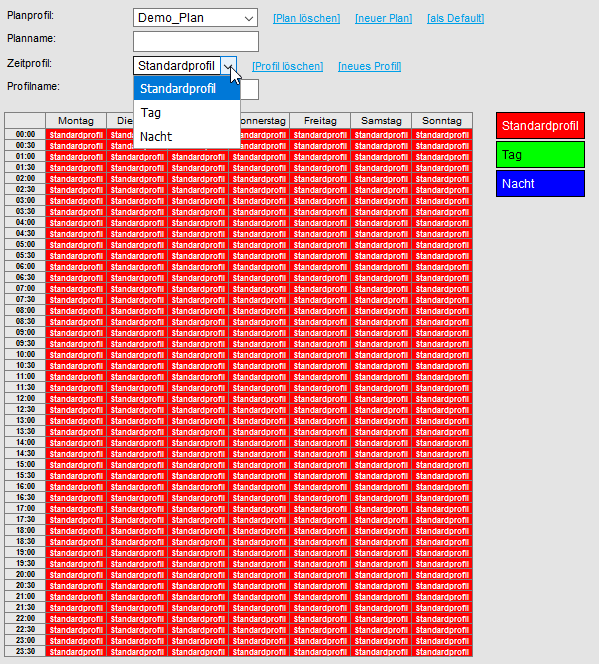 Planprofil: Demo_Plan [Plan löschen] [neuer Plan] [als Default]
Planname:
Zeitprofil: Standardprofil [Profil löschen] [neues Profil]
Profilname:
Standardprofil
Tag
Nacht
Montag Die onnerstag Freitag Samstag Sonntag
00:00 Standardprofil Standa andardprofil Standardprofil Standardprofil Standardprofil
00:30 Standardprofil Standa andardprofil Standardprofil Standardprofil Standardprofil
01:00 Standardprofil Standardprofil Standardprofil Standardprofil Standardprofil Standardprofil Standardprofil
01:30 Standardprofil Standardprofil Standardprofil Standardprofil Standardprofil Standardprofil Standardprofil
02:00 Standardprofil Standardprofil Standardprofil Standardprofil Standardprofil Standardprofil Standardprofil
02:30 Standardprofil Standardprofil Standardprofil Standardprofil Standardprofil Standardprofil Standardprofil
03:00 Standardprofil Standardprofil Standardprofil Standardprofil Standardprofil Standardprofil Standardprofil
03:30 Standardprofil Standardprofil Standardprofil Standardprofil Standardprofil Standardprofil Standardprofil
04:00 Standardprofil Standardprofil Standardprofil Standardprofil Standardprofil Standardprofil Standardprofil
04:30 Standardprofil Standardprofil Standardprofil Standardprofil Standardprofil Standardprofil Standardprofil
05:00 Standardprofil Standardprofil Standardprofil Standardprofil Standardprofil Standardprofil Standardprofil
05:30 Standardprofil Standardprofil Standardprofil Standardprofil Standardprofil Standardprofil Standardprofil
06:00 Standardprofil Standardprofil Standardprofil Standardprofil Standardprofil Standardprofil Standardprofil
06:30 Standardprofil Standardprofil Standardprofil Standardprofil Standardprofil Standardprofil Standardprofil
07:00 Standardprofil Standardprofil Standardprofil Standardprofil Standardprofil Standardprofil Standardprofil
07:30 Standardprofil Standardprofil Standardprofil Standardprofil Standardprofil Standardprofil Standardprofil
08:00 Standardprofil Standardprofil Standardprofil Standardprofil Standardprofil Standardprofil Standardprofil
08:30 Standardprofil Standardprofil Standardprofil Standardprofil Standardprofil Standardprofil Standardprofil
09:00 Standardprofil Standardprofil Standardprofil Standardprofil Standardprofil Standardprofil Standardprofil
09:30 Standardprofil Standardprofil Standardprofil Standardprofil Standardprofil Standardprofil Standardprofil
10:00 Standardprofil Standardprofil Standardprofil Standardprofil Standardprofil Standardprofil Standardprofil
10:30 Standardprofil Standardprofil Standardprofil Standardprofil Standardprofil Standardprofil Standardprofil
11:00 Standardprofil Standardprofil Standardprofil Standardprofil Standardprofil Standardprofil Standardprofil
11:30 Standardprofil Standardprofil Standardprofil Standardprofil Standardprofil Standardprofil Standardprofil
12:00 Standardprofil Standardprofil Standardprofil Standardprofil Standardprofil Standardprofil Standardprofil
12:30 Standardprofil Standardprofil Standardprofil Standardprofil Standardprofil Standardprofil Standardprofil
13:00 Standardprofil Standardprofil Standardprofil Standardprofil Standardprofil Standardprofil Standardprofil
13:30 Standardprofil Standardprofil Standardprofil Standardprofil Standardprofil Standardprofil Standardprofil
14:00 Standardprofil Standardprofil Standardprofil Standardprofil Standardprofil Standardprofil Standardprofil
14:30 Standardprofil Standardprofil Standardprofil Standardprofil Standardprofil Standardprofil Standardprofil
15:00 Standardprofil Standardprofil Standardprofil Standardprofil Standardprofil Standardprofil Standardprofil
15:30 Standardprofil Standardprofil Standardprofil Standardprofil Standardprofil Standardprofil Standardprofil
16:00 Standardprofil Standardprofil Standardprofil Standardprofil Standardprofil Standardprofil Standardprofil
16:30 Standardprofil Standardprofil Standardprofil Standardprofil Standardprofil Standardprofil Standardprofil
17:00 Standardprofil Standardprofil Standardprofil Standardprofil Standardprofil Standardprofil Standardprofil
17:30 Standardprofil Standardprofil Standardprofil Standardprofil Standardprofil Standardprofil Standardprofil
18:00 Standardprofil Standardprofil Standardprofil Standardprofil Standardprofil Standardprofil Standardprofil
18:30 Standardprofil Standardprofil Standardprofil Standardprofil Standardprofil Standardprofil Standardprofil
19:00 Standardprofil Standardprofil Standardprofil Standardprofil Standardprofil Standardprofil Standardprofil
19:30 Standardprofil Standardprofil Standardprofil Standardprofil Standardprofil Standardprofil Standardprofil
20:00 Standardprofil Standardprofil Standardprofil Standardprofil Standardprofil Standardprofil Standardprofil
20:30 Standardprofil Standardprofil Standardprofil Standardprofil Standardprofil Standardprofil Standardprofil
21:00 Standardprofil Standardprofil Standardprofil Standardprofil Standardprofil Standardprofil Standardprofil
21:30 Standardprofil Standardprofil Standardprofil Standardprofil Standardprofil Standardprofil Standardprofil
22:00 Standardprofil Standardprofil Standardprofil Standardprofil Standardprofil Standardprofil Standardprofil
22:30 Standardprofil Standardprofil Standardprofil Standardprofil Standardprofil Standardprofil Standardprofil
23:00 Standardprofil Standardprofil Standardprofil Standardprofil Standardprofil Standardprofil Standardprofil
23:30 Standardprofil Standardprofil Standardprofil Standardprofil Standardprofil Standardprofil Standardprofil
Standardprofil
Tag
Nacht